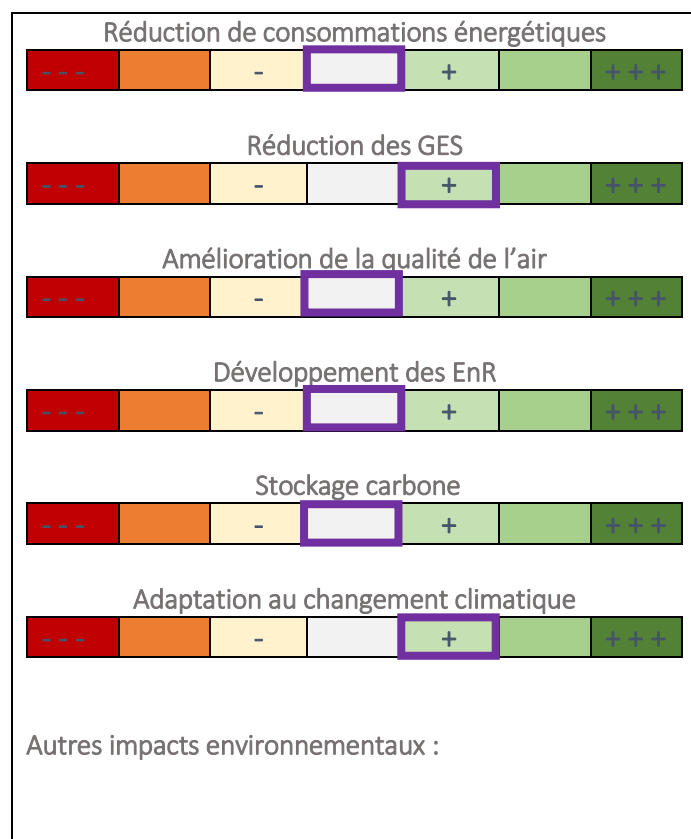 Réduction de consommations énergétiques
- - - - + + + +
Réduction des GES
- - - - + + + +
Amélioration de la qualité de l'air
- - - - + + + +
Développement des EnR
- - - - + + + +
Stockage carbone
- - - - + + + +
Adaptation au changement climatique
- - - - + + + +
Autres impacts environnementaux :